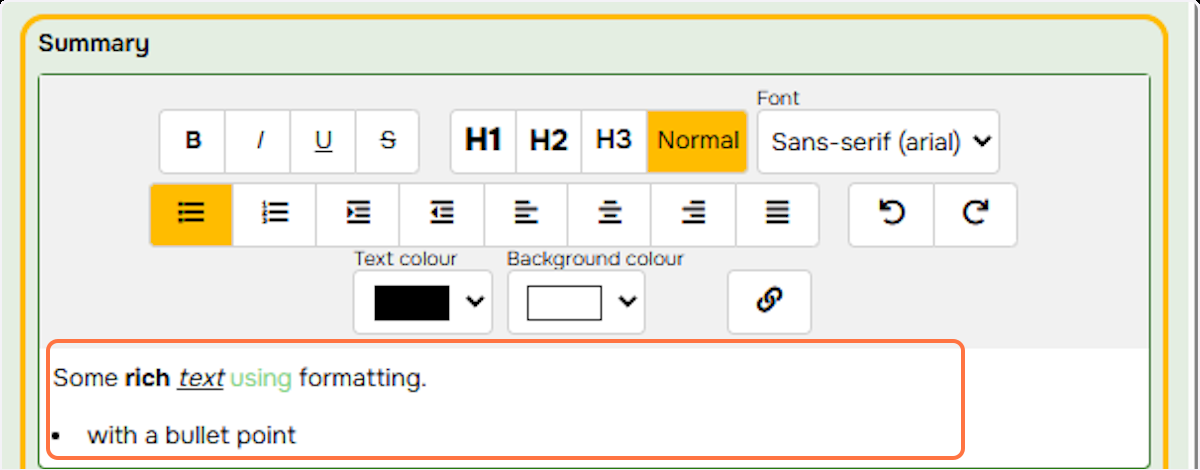 Summary
Font
B I U S H1 H2 H3 Normal Sans-serif (arial)
Text colour Background colour
Some rich text using formatting.
• with a bullet point